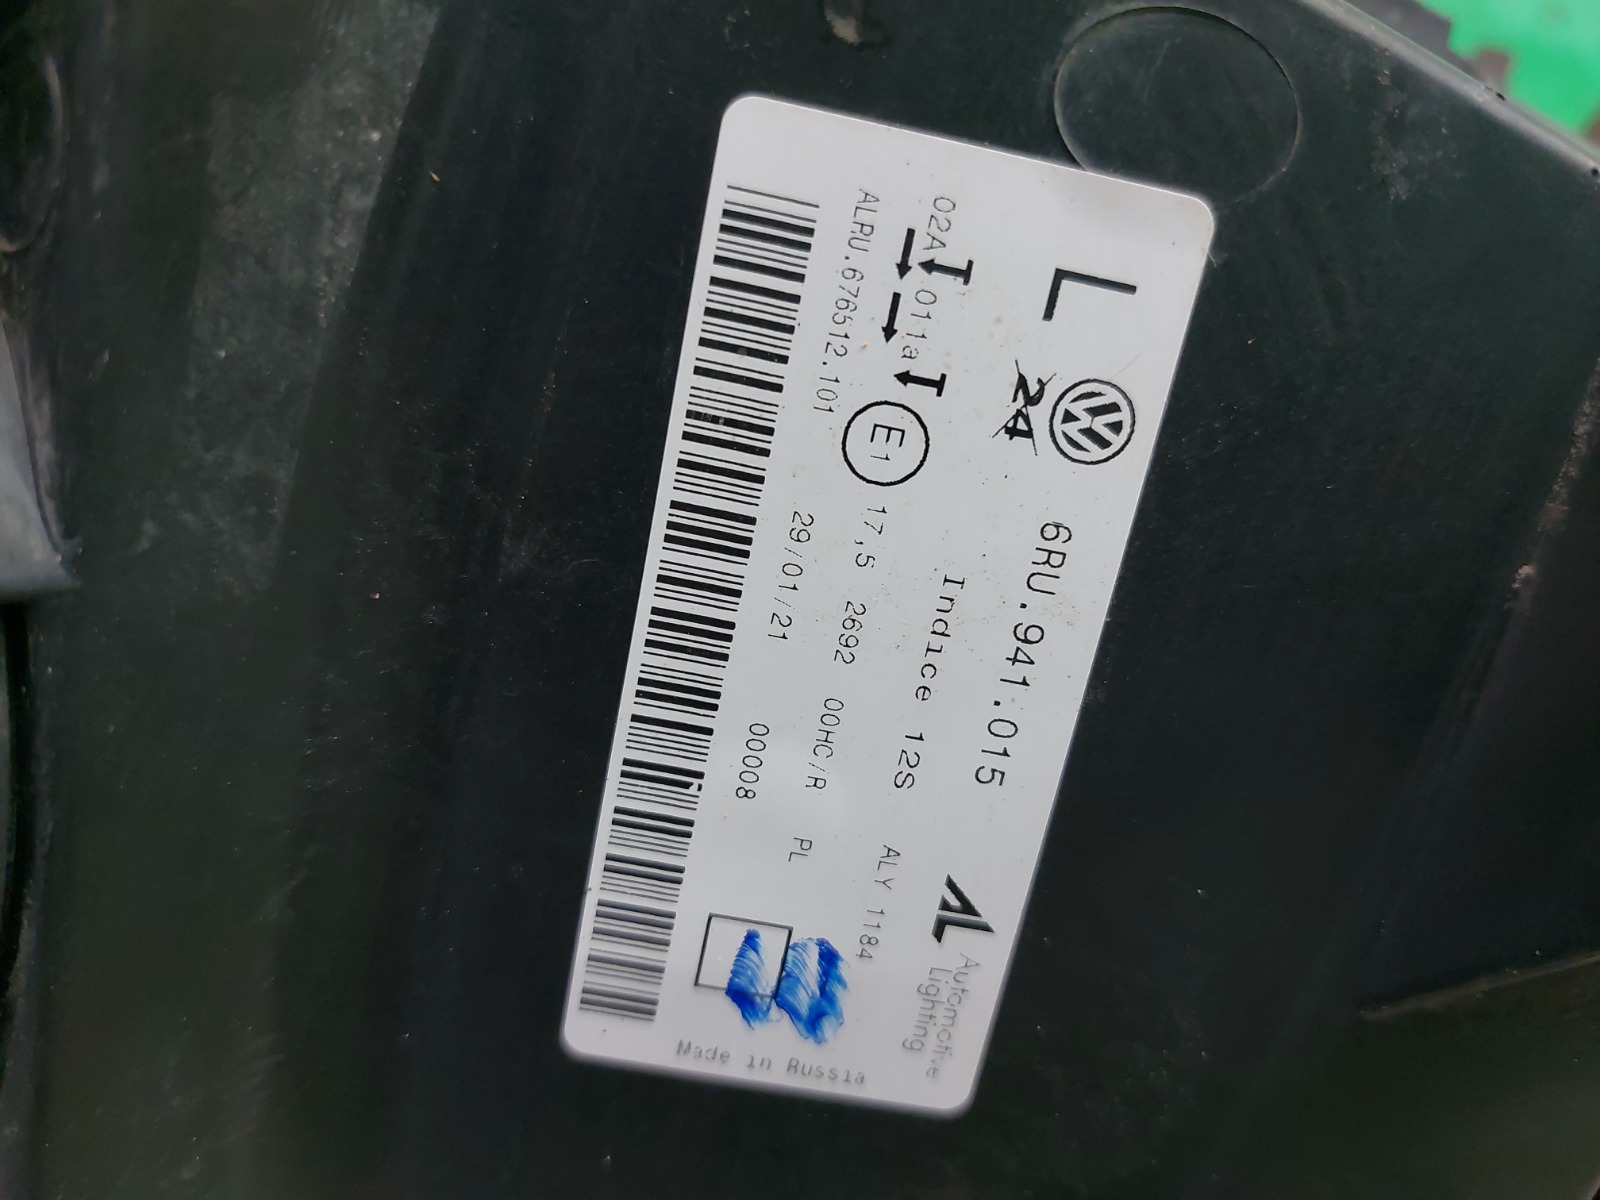 L 6RU.941.015
24
Automotive
Lighting
Indice 12S ALY 1184
02A 011a E1 17,5 2692 00HC/R PL
ALRU.676512.101 29/01/21 00008
Made in Russia